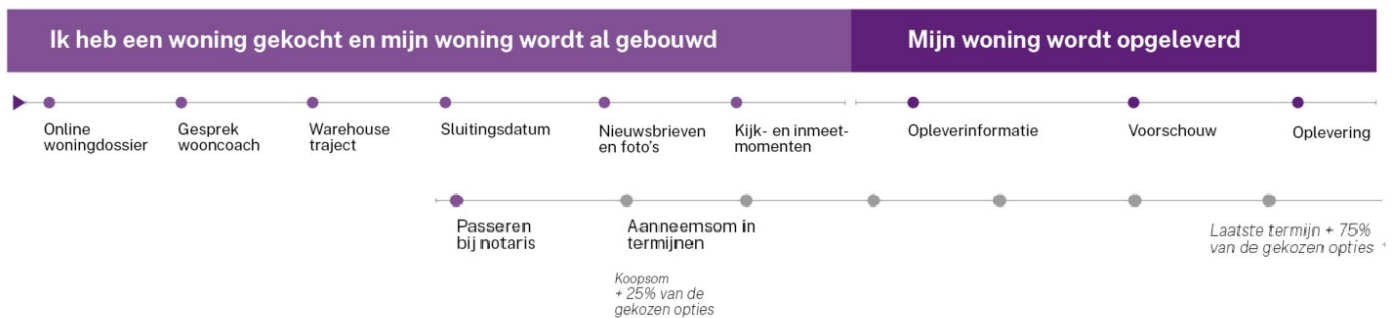 Ik heb een woning gekocht en mijn woning wordt al gebouwd
Mijn woning wordt opgeleverd
Online
woningdossier
Gesprek
wooncoach
Warehouse
traject
Sluitingsdatum
Nieuwsbrieven
en foto's
Kijk- en inmeet-
momenten
Opleverinformatie
Voorschouw
Oplevering
Passeren
bij notaris
Aanneemsom in
termijnen
Koopsom
+ 25% van de
gekozen opties
Laatste termijn + 75%
van de gekozen opties